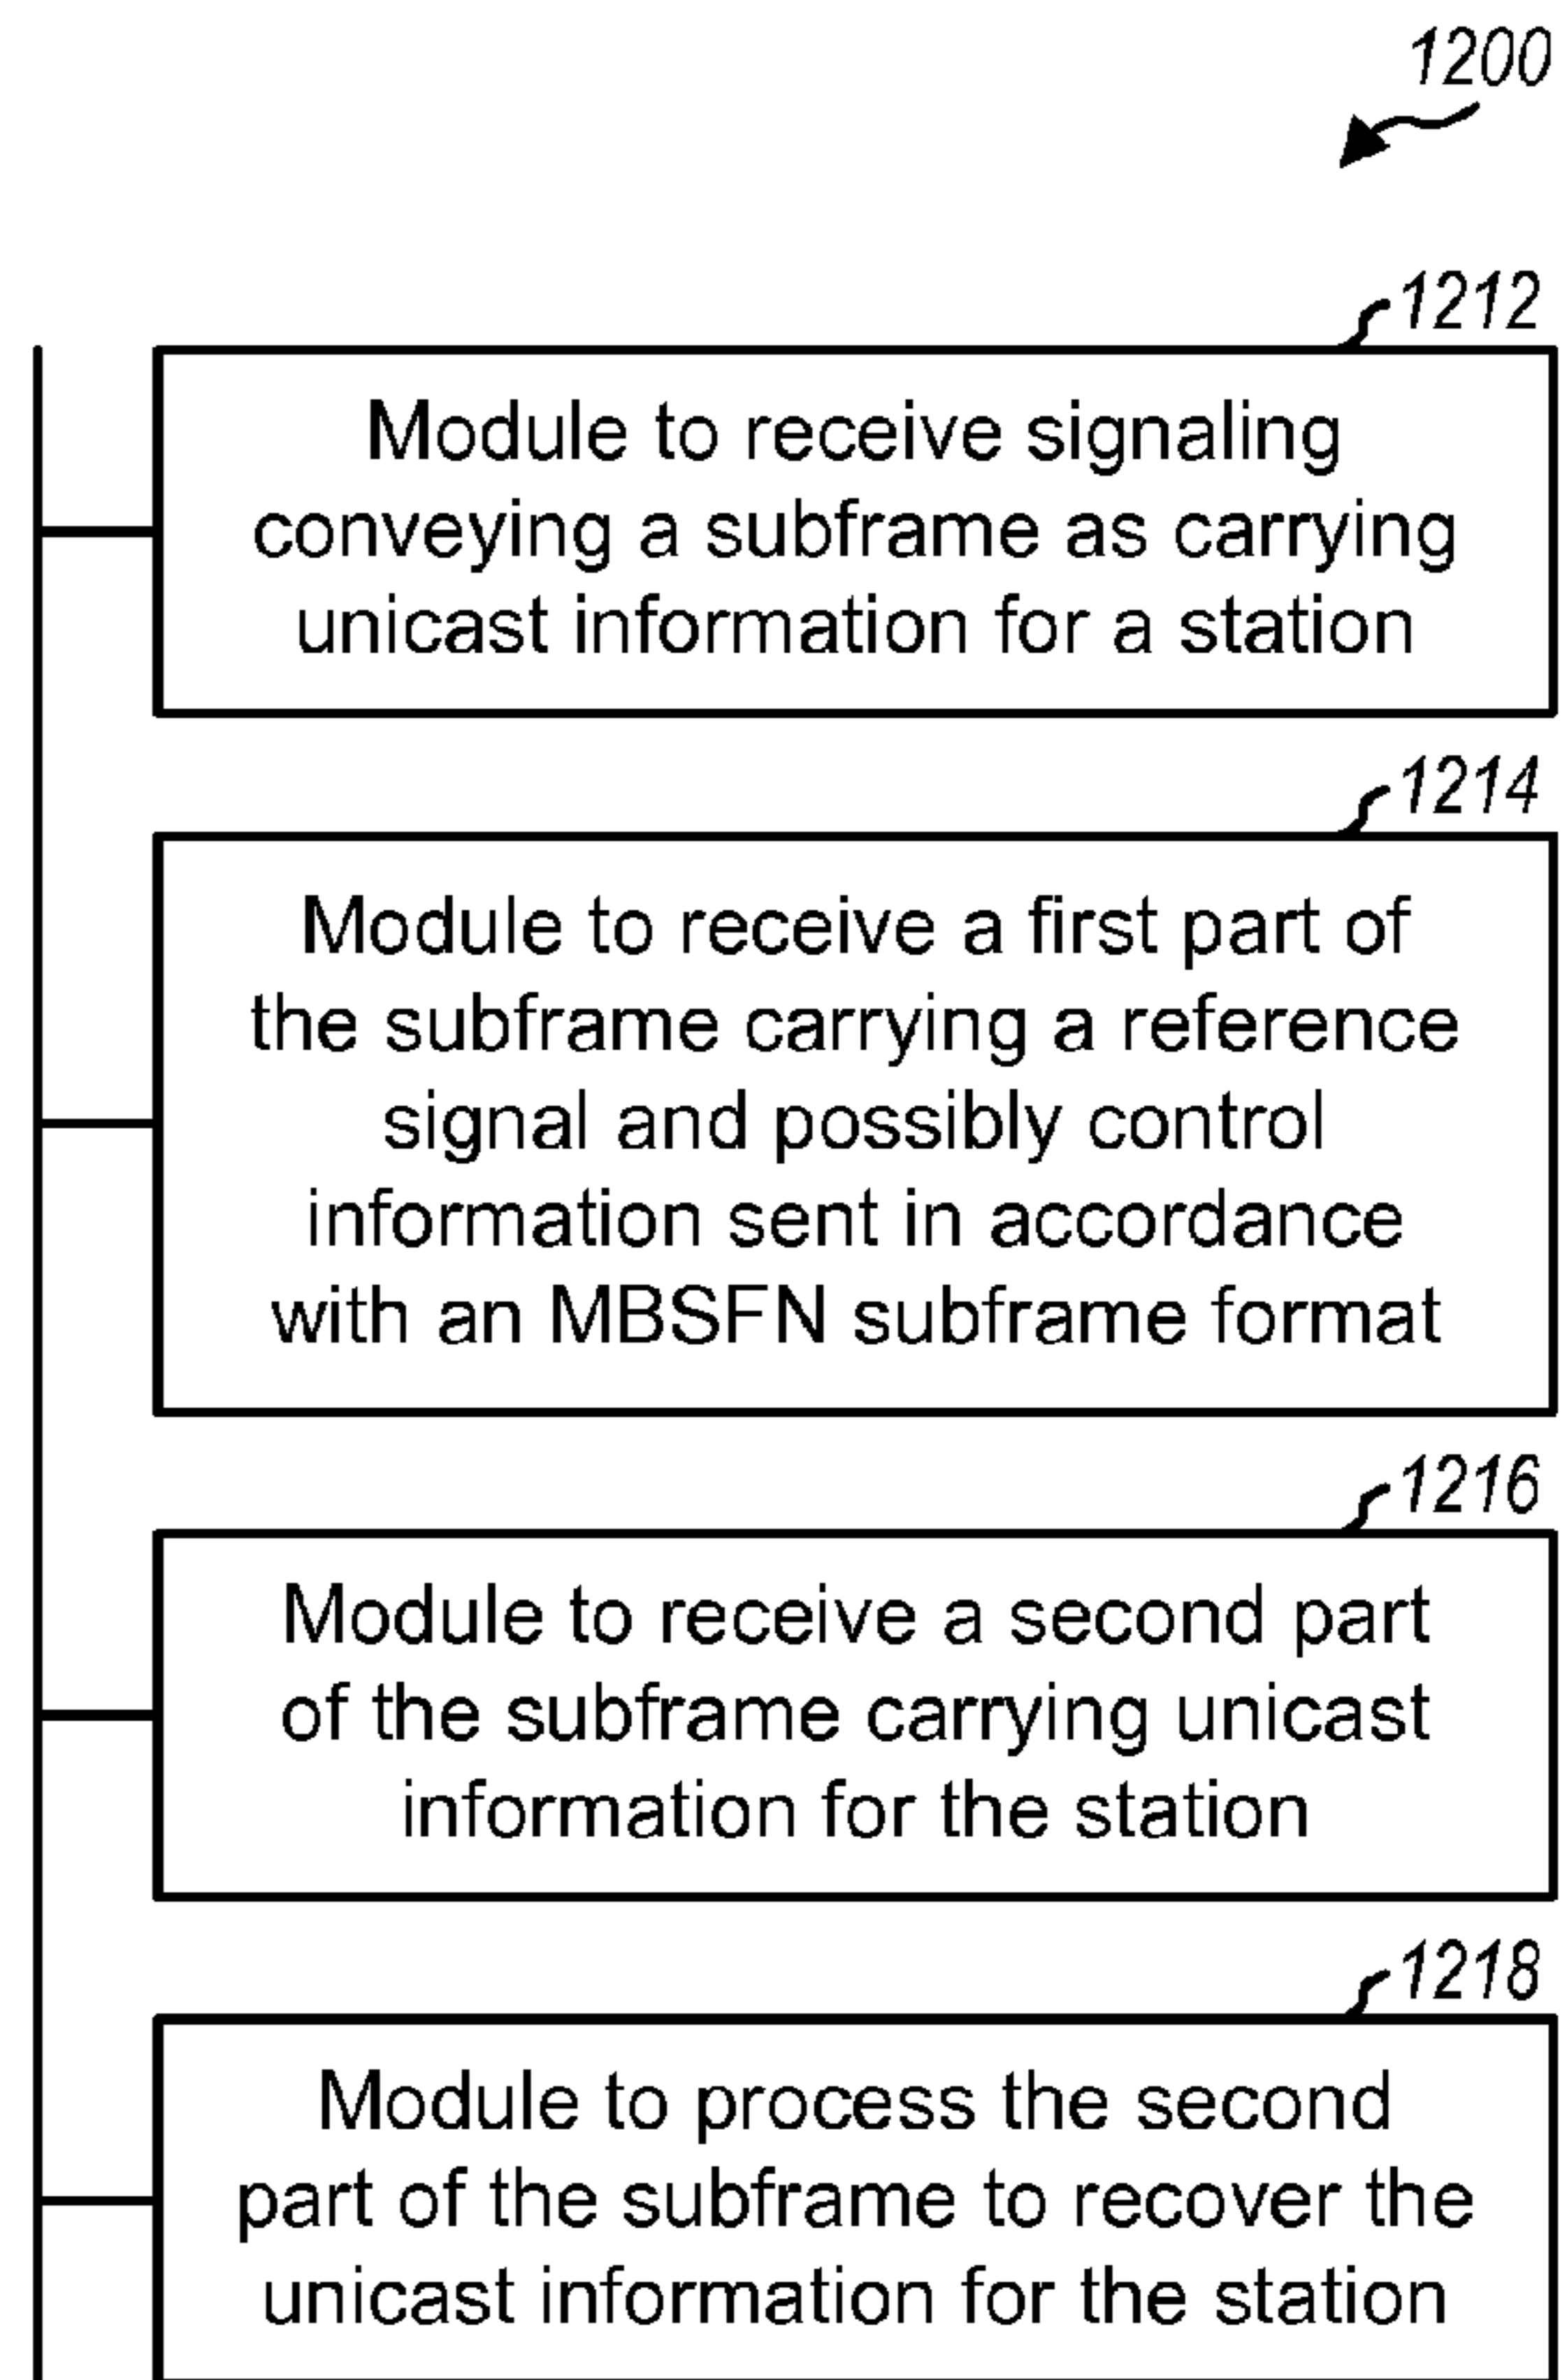 1200
1212
Module to receive signaling
conveying a subframe as carrying
unicast information for a station
1214
Module to receive a first part of
the subframe carrying a reference
signal and possibly control
information sent in accordance
with an MBSFN subframe format
1216
Module to receive a second part
of the subframe carrying unicast
information for the station
1218
Module to process the second
part of the subframe to recover the
unicast information for the station